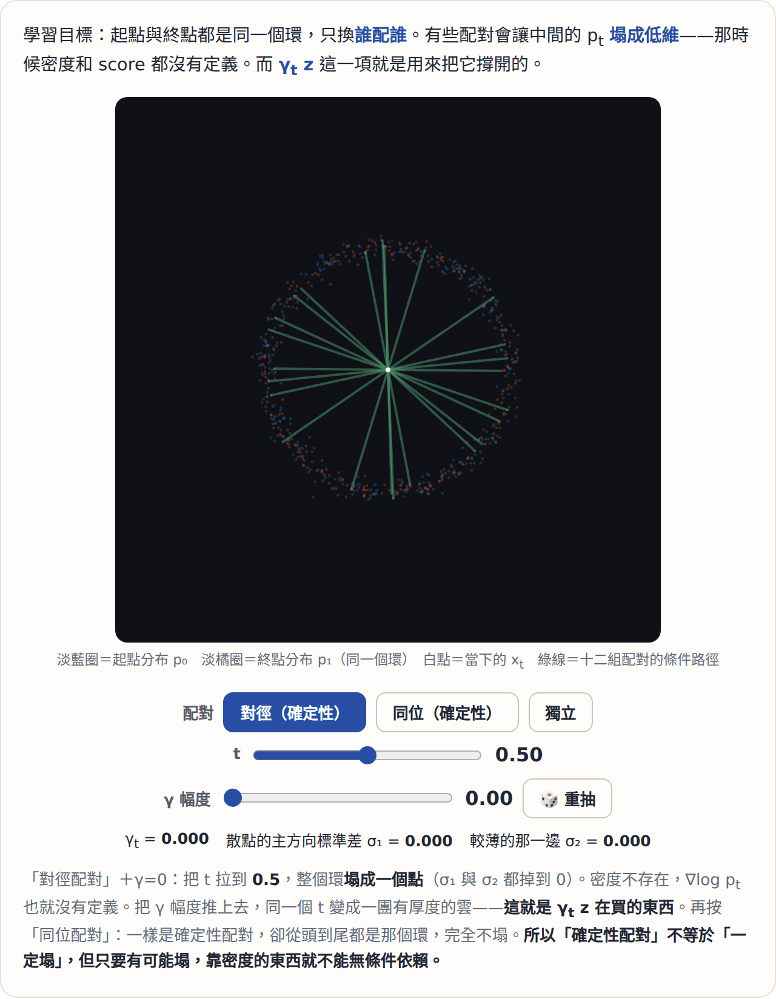 學習目標：起點與終點都是同一個環，只換誰配誰。有些配對會讓中間的 pt 塌成低維——那時
候密度和 score 都沒有定義。而 γt z 這一項就是用來把它撐開的。
淡藍圈＝起點分布 p₀　淡橘圈＝終點分布 p₁（同一個環）　白點＝當下的 xt　綠線＝十二組配對的條件路徑
配對 對徑（確定性） 同位（確定性） 獨立
t 0.50
γ 幅度 0.00 🎲 重抽
γt = 0.000 散點的主方向標準差 σ₁ = 0.000 較薄的那一邊 σ₂ = 0.000
「對徑配對」＋γ=0：把 t 拉到 0.5，整個環塌成一個點（σ₁ 與 σ₂ 都掉到 0）。密度不存在，∇log pt
也就沒有定義。把 γ 幅度推上去，同一個 t 變成一團有厚度的雲——這就是 γt z 在買的東西。再按
「同位配對」：一樣是確定性配對，卻從頭到尾都是那個環，完全不塌。所以「確定性配對」不等於「一
定塌」，但只要有可能塌，靠密度的東西就不能無條件依賴。